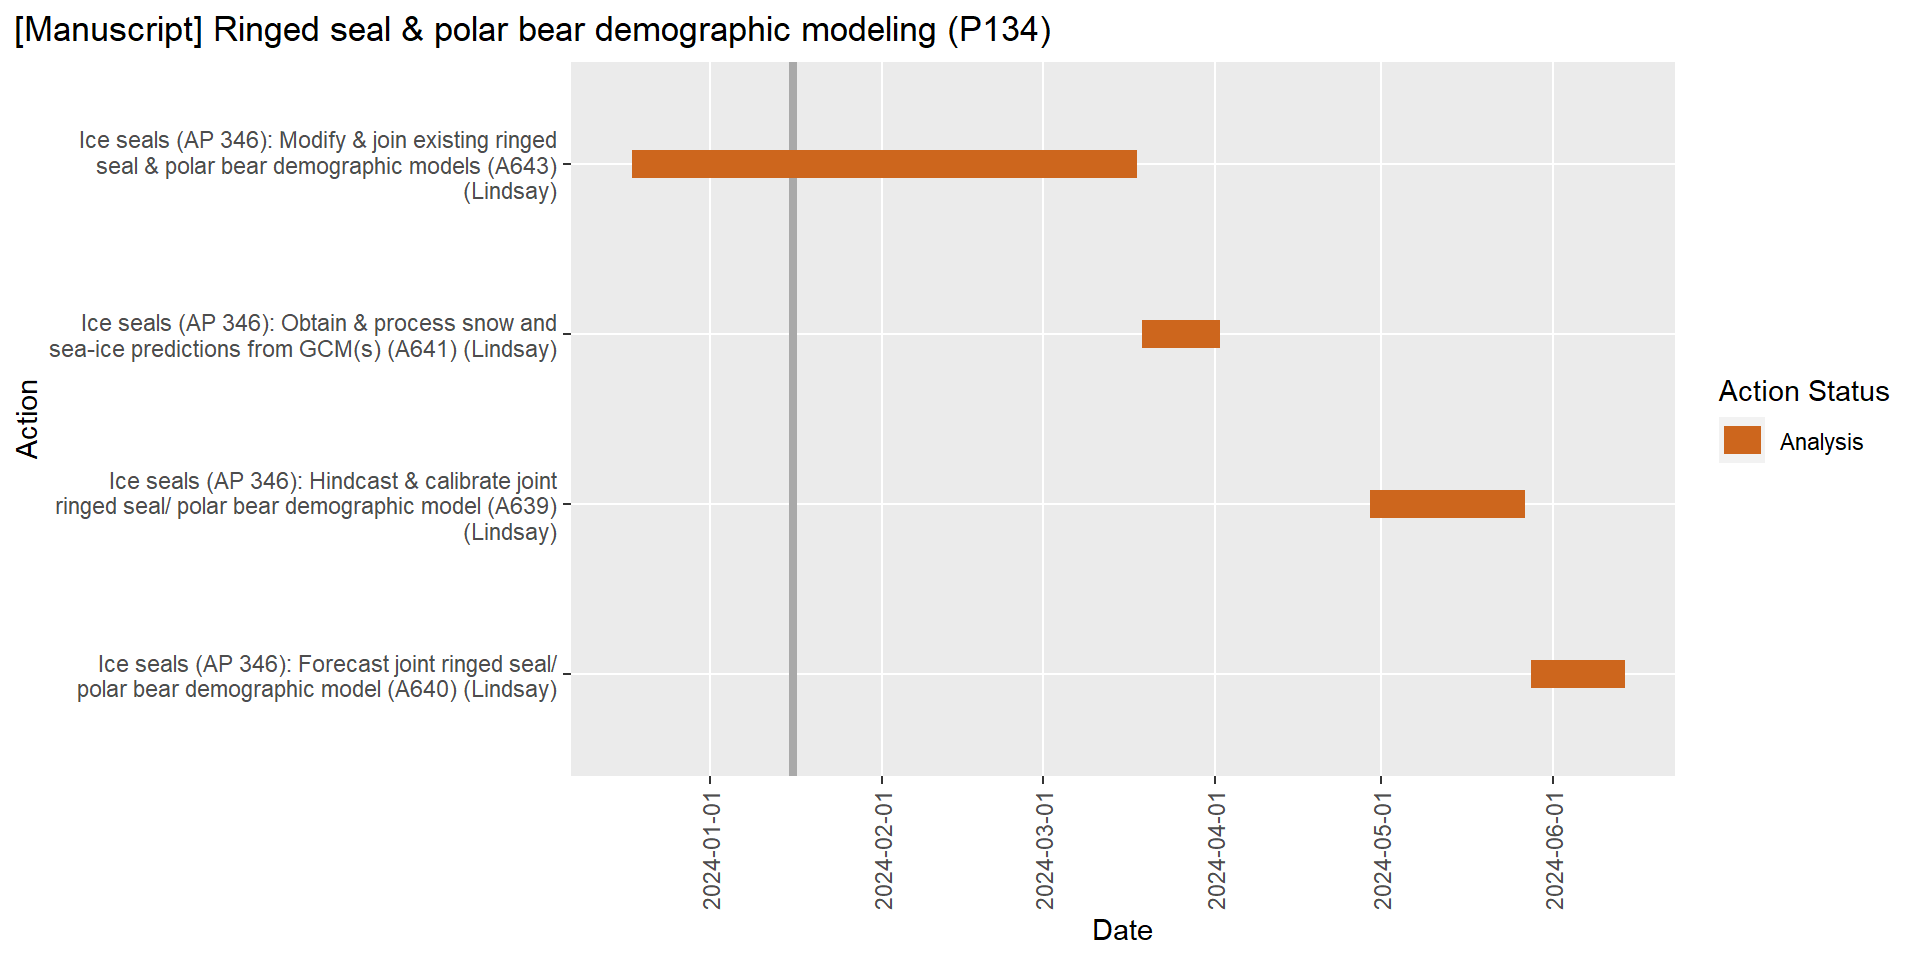 [Manuscript] Ringed seal & polar bear demographic modeling (P134)
Ice seals (AP 346): Modify & join existing ringed
seal & polar bear demographic models (A643)
(Lindsay)
Ice seals (AP 346): Obtain & process snow and
sea-ice predictions from GCM(s) (A641) (Lindsay)
Ice seals (AP 346): Hindcast & calibrate joint
ringed seal/ polar bear demographic model (A639)
(Lindsay)
Ice seals (AP 346): Forecast joint ringed seal/
polar bear demographic model (A640) (Lindsay)
Action
2024-01-01
2024-02-01
2024-03-01
2024-04-01
2024-05-01
2024-06-01
Date
Action Status
Analysis